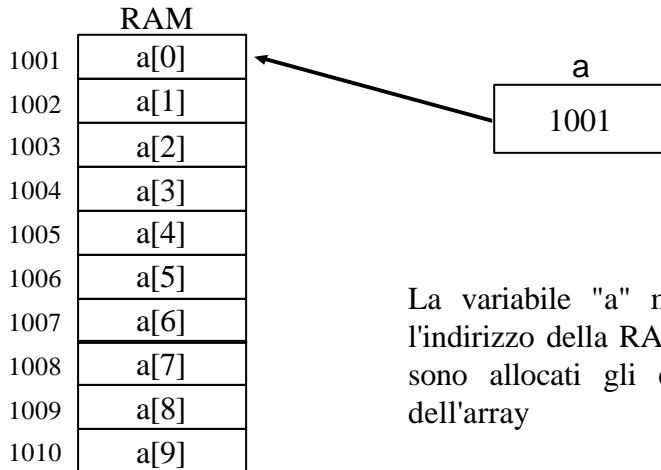 RAM
1001 a[0]
1002 a[1]
1003 a[2]
1004 a[3]
1005 a[4]
1006 a[5]
1007 a[6]
1008 a[7]
1009 a[8]
1010 a[9]
a
1001
La variabile "a"
l'indirizzo della
sono allocati gli
dell'array